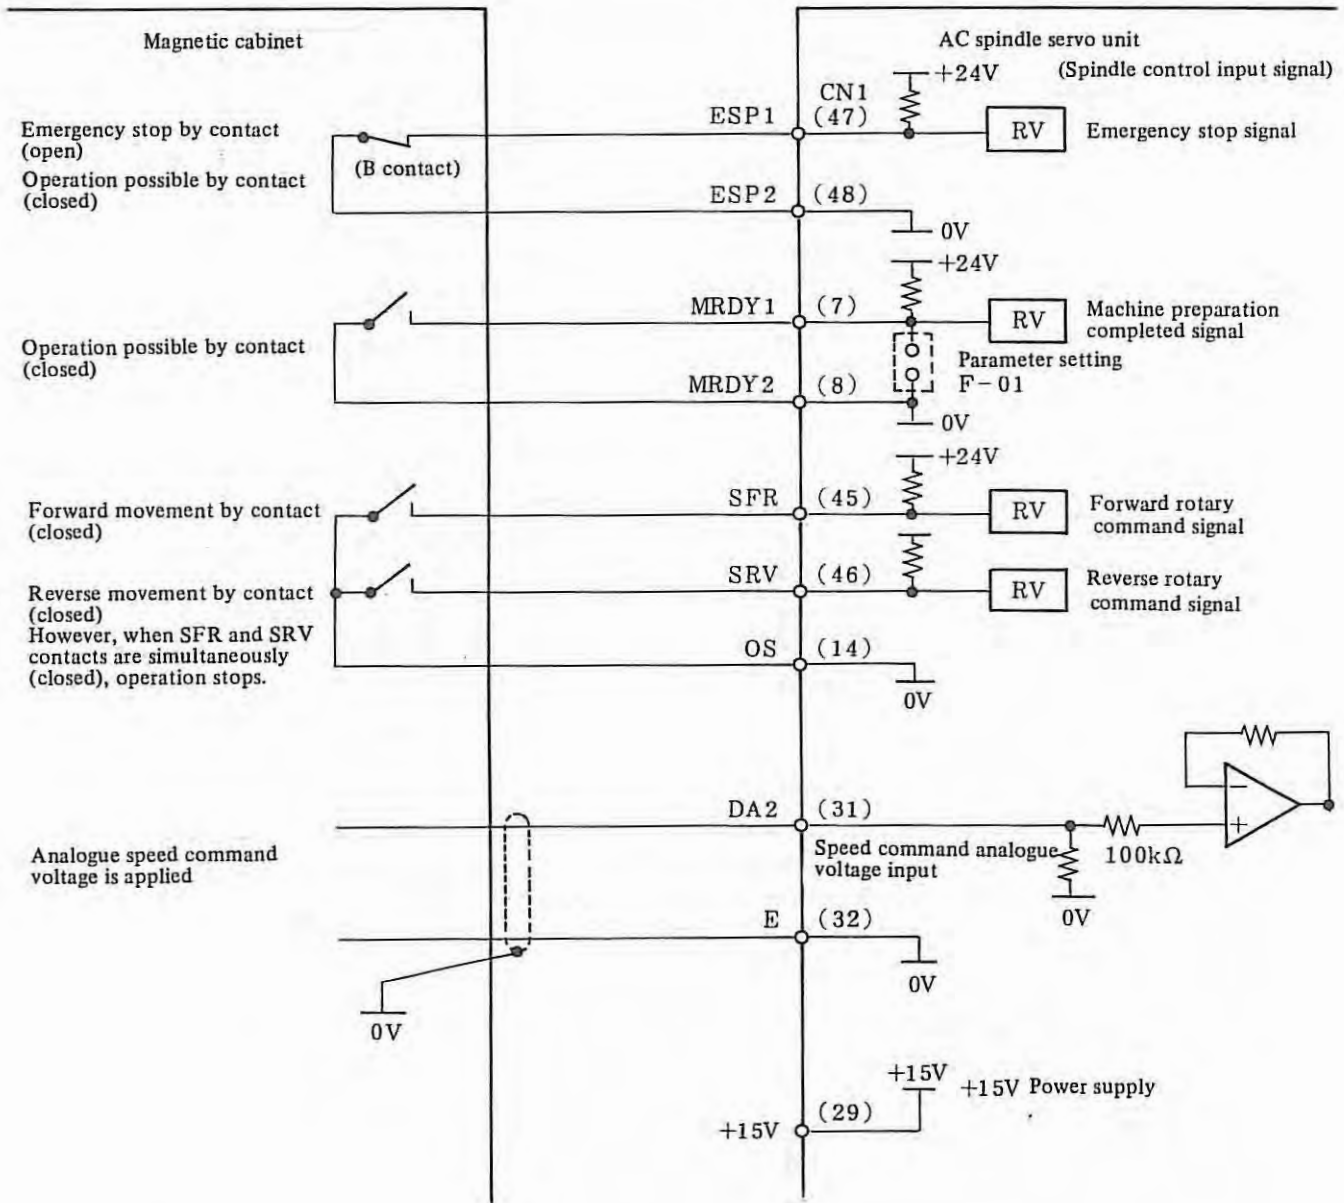 Magnetic cabinet
AC spindle servo unit
(Spindle control input signal)
+24V
CN1
ESP1
(47)
RV
Emergency stop signal
Emergency stop by contact
(open)
(B contact)
Operation possible by contact
(closed)
ESP2
(48)
0V
+24V
MRDY1
(7)
RV
Machine preparation
completed signal
Operation possible by contact
(closed)
Parameter setting
F-01
MRDY2
(8)
0V
+24V
SFR
(45)
RV
Forward rotary
command signal
Forward movement by contact
(closed)
SRV
(46)
RV
Reverse rotary
command signal
Reverse movement by contact
(closed)
However, when SFR and SRV
contacts are simultaneously
(closed), operation stops.
OS
(14)
0V
DA2
(31)
−
+
Speed command analogue
voltage input
100kΩ
0V
Analogue speed command
voltage is applied
E
(32)
0V
0V
+15V
+15V Power supply
+15V
(29)